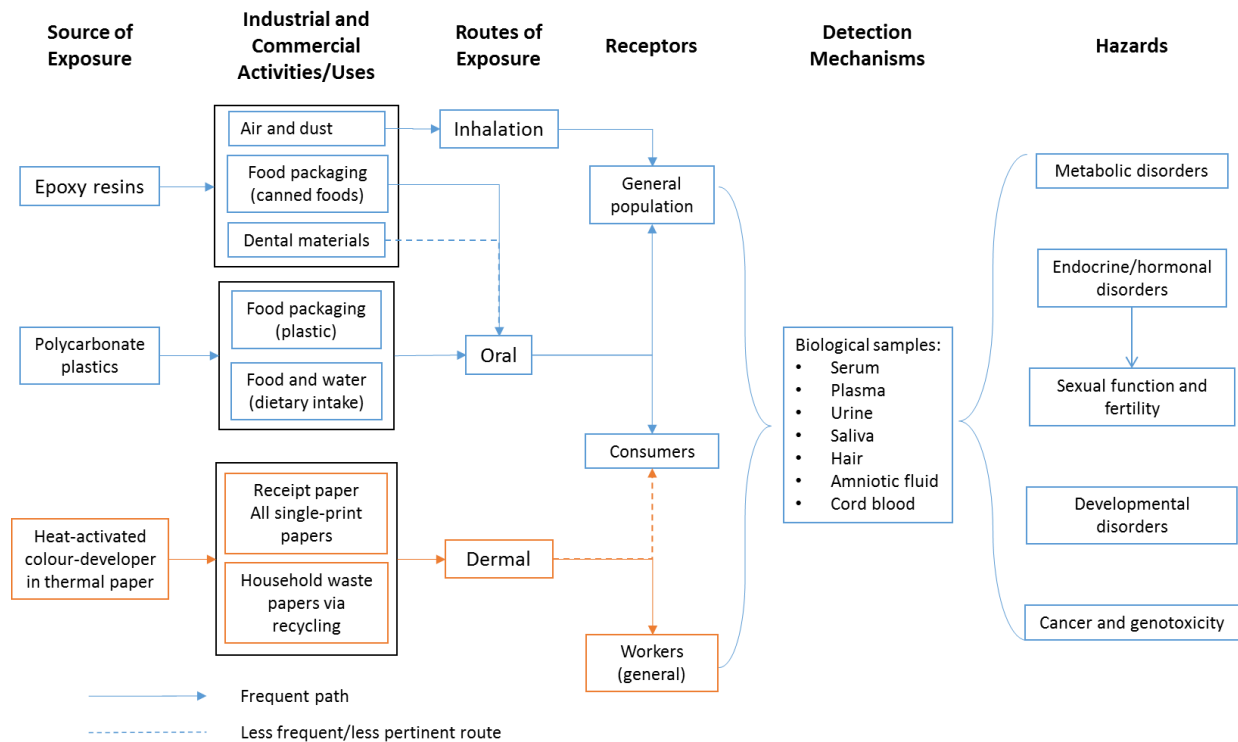 Source of
Exposure
Industrial and
Commercial
Activities/Uses
Routes of
Exposure
Receptors
Detection
Mechanisms
Hazards
Epoxy resins
Air and dust
Food packaging
(canned foods)
Dental materials
Inhalation
General
population
Polycarbonate
plastics
Food packaging
(plastic)
Food and water
(dietary intake)
Oral
Consumers
Heat-activated
colour-developer
in thermal paper
Receipt paper
All single-print
papers
Household waste
papers via
recycling
Dermal
Workers
(general)
Biological samples:
• Serum
• Plasma
• Urine
• Saliva
• Hair
• Amniotic fluid
• Cord blood
Metabolic disorders
Endocrine/hormonal
disorders
Sexual function and
fertility
Developmental
disorders
Cancer and genotoxicity
Frequent path
Less frequent/less pertinent route